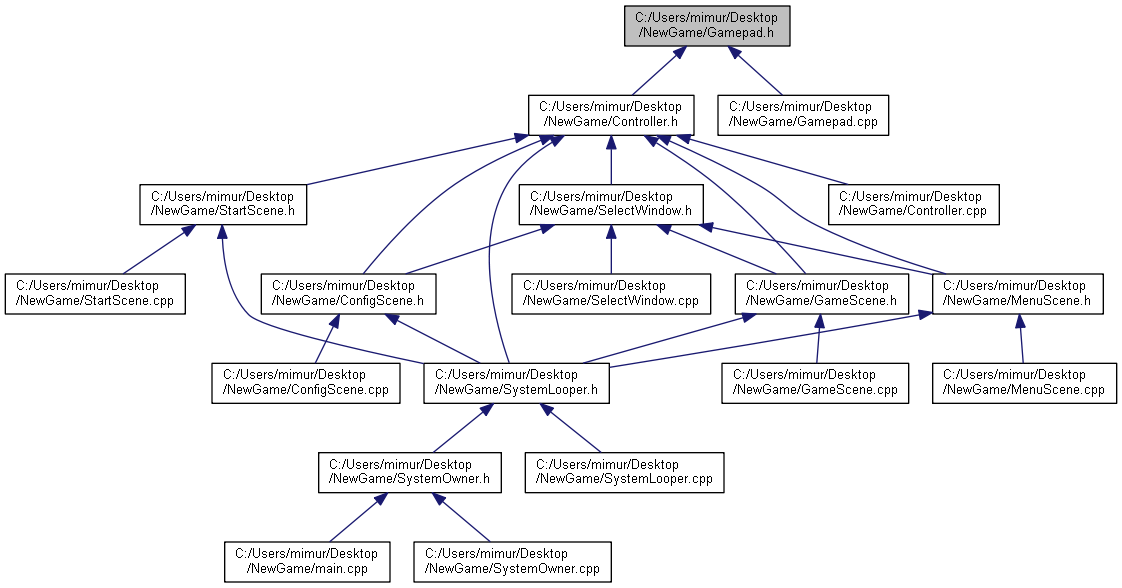 C:/Users/mimur/Desktop
/NewGame/Gamepad.h
C:/Users/mimur/Desktop
/NewGame/Controller.h
C:/Users/mimur/Desktop
/NewGame/Gamepad.cpp
C:/Users/mimur/Desktop
/NewGame/StartScene.h
C:/Users/mimur/Desktop
/NewGame/SelectWindow.h
C:/Users/mimur/Desktop
/NewGame/Controller.cpp
C:/Users/mimur/Desktop
/NewGame/StartScene.cpp
C:/Users/mimur/Desktop
/NewGame/ConfigScene.h
C:/Users/mimur/Desktop
/NewGame/SelectWindow.cpp
C:/Users/mimur/Desktop
/NewGame/GameScene.h
C:/Users/mimur/Desktop
/NewGame/MenuScene.h
C:/Users/mimur/Desktop
/NewGame/ConfigScene.cpp
C:/Users/mimur/Desktop
/NewGame/SystemLooper.h
C:/Users/mimur/Desktop
/NewGame/GameScene.cpp
C:/Users/mimur/Desktop
/NewGame/MenuScene.cpp
C:/Users/mimur/Desktop
/NewGame/SystemOwner.h
C:/Users/mimur/Desktop
/NewGame/SystemLooper.cpp
C:/Users/mimur/Desktop
/NewGame/main.cpp
C:/Users/mimur/Desktop
/NewGame/SystemOwner.cpp